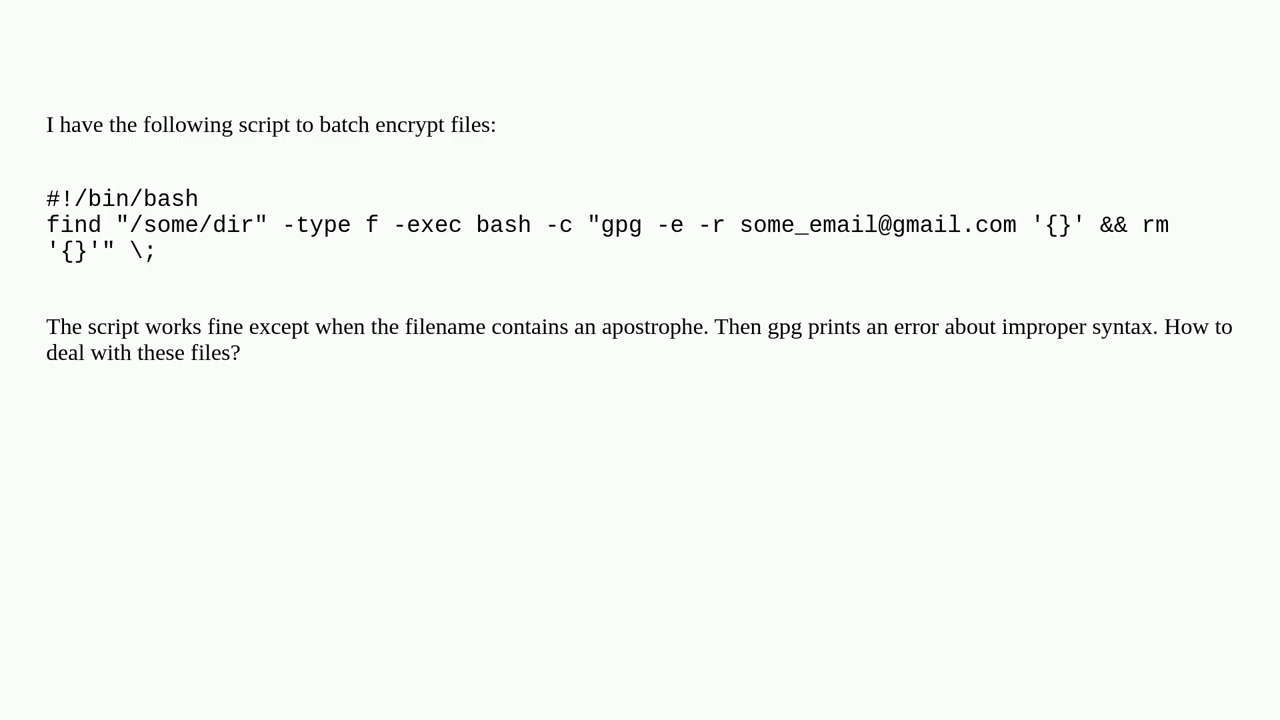 I have the following script to batch encrypt files:
#!/bin/bash
find "/some/dir" -type f -exec bash -c "gpg -e -r some_email@gmail.com '{}' && rm
'{}'" \;
The script works fine except when the filename contains an apostrophe. Then gpg prints an error about improper syntax. How to
deal with these files?